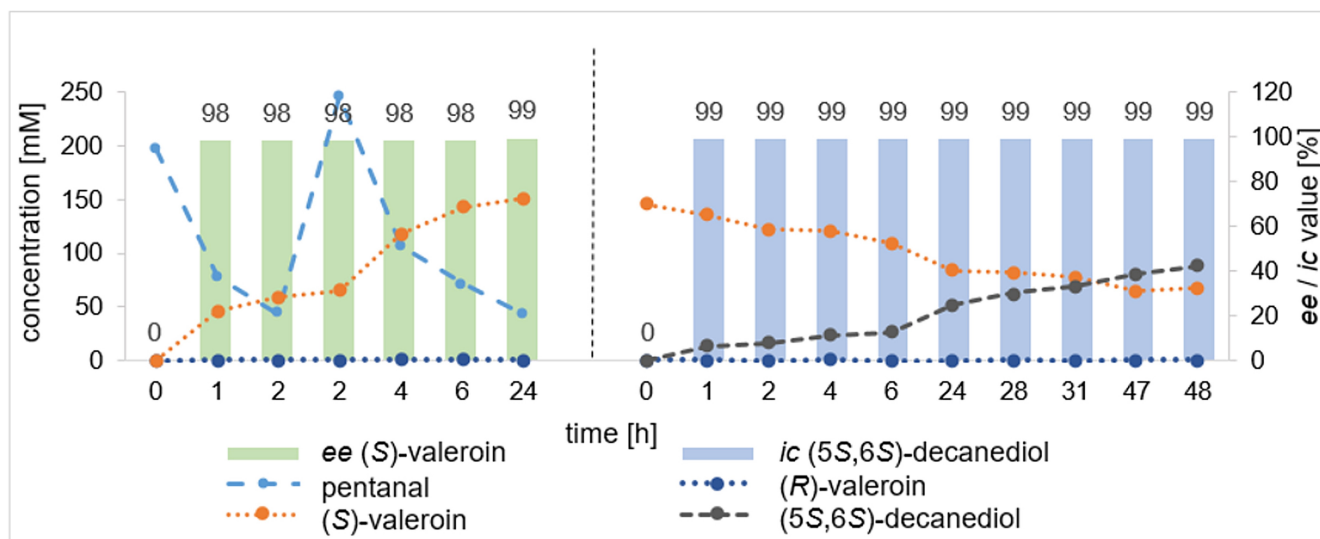 concentration [mM]
250
200
150
100
50
0
0 98 98 98 98 98 99
0 1 2 2 4 6 24
0 99 99 99 99 99 99 99 99 99
0 1 2 4 6 24 28 31 47 48
120
100
80
60
40
20
0
ee / ic value [%]
time [h]
ee (S)-valeroin
pentanal
(S)-valeroin
ic (5S,6S)-decanediol
(R)-valeroin
(5S,6S)-decanediol